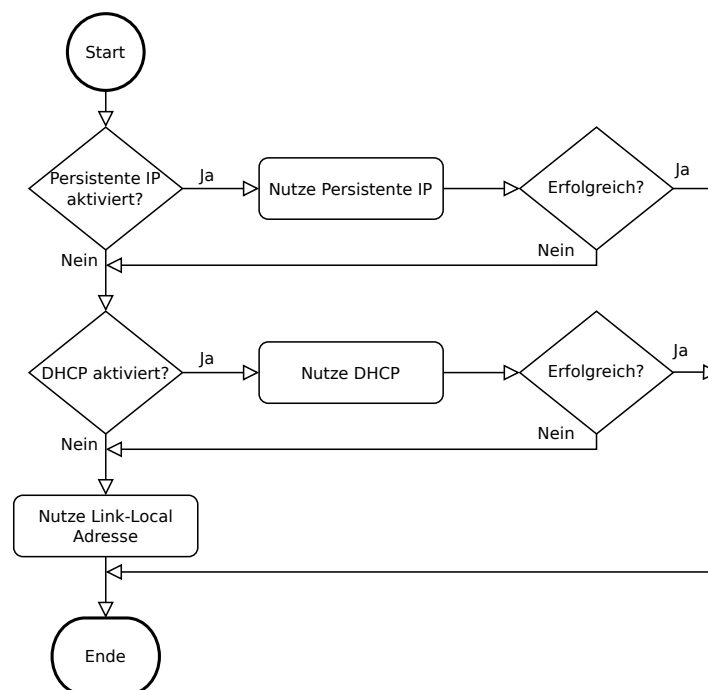 Start
Persistente IP
aktiviert?
Ja
Nutze Persistente IP
Erfolgreich?
Ja
Nein
Nein
DHCP aktiviert?
Ja
Nutze DHCP
Erfolgreich?
Ja
Nein
Nein
Nutze Link-Local
Adresse
Ende